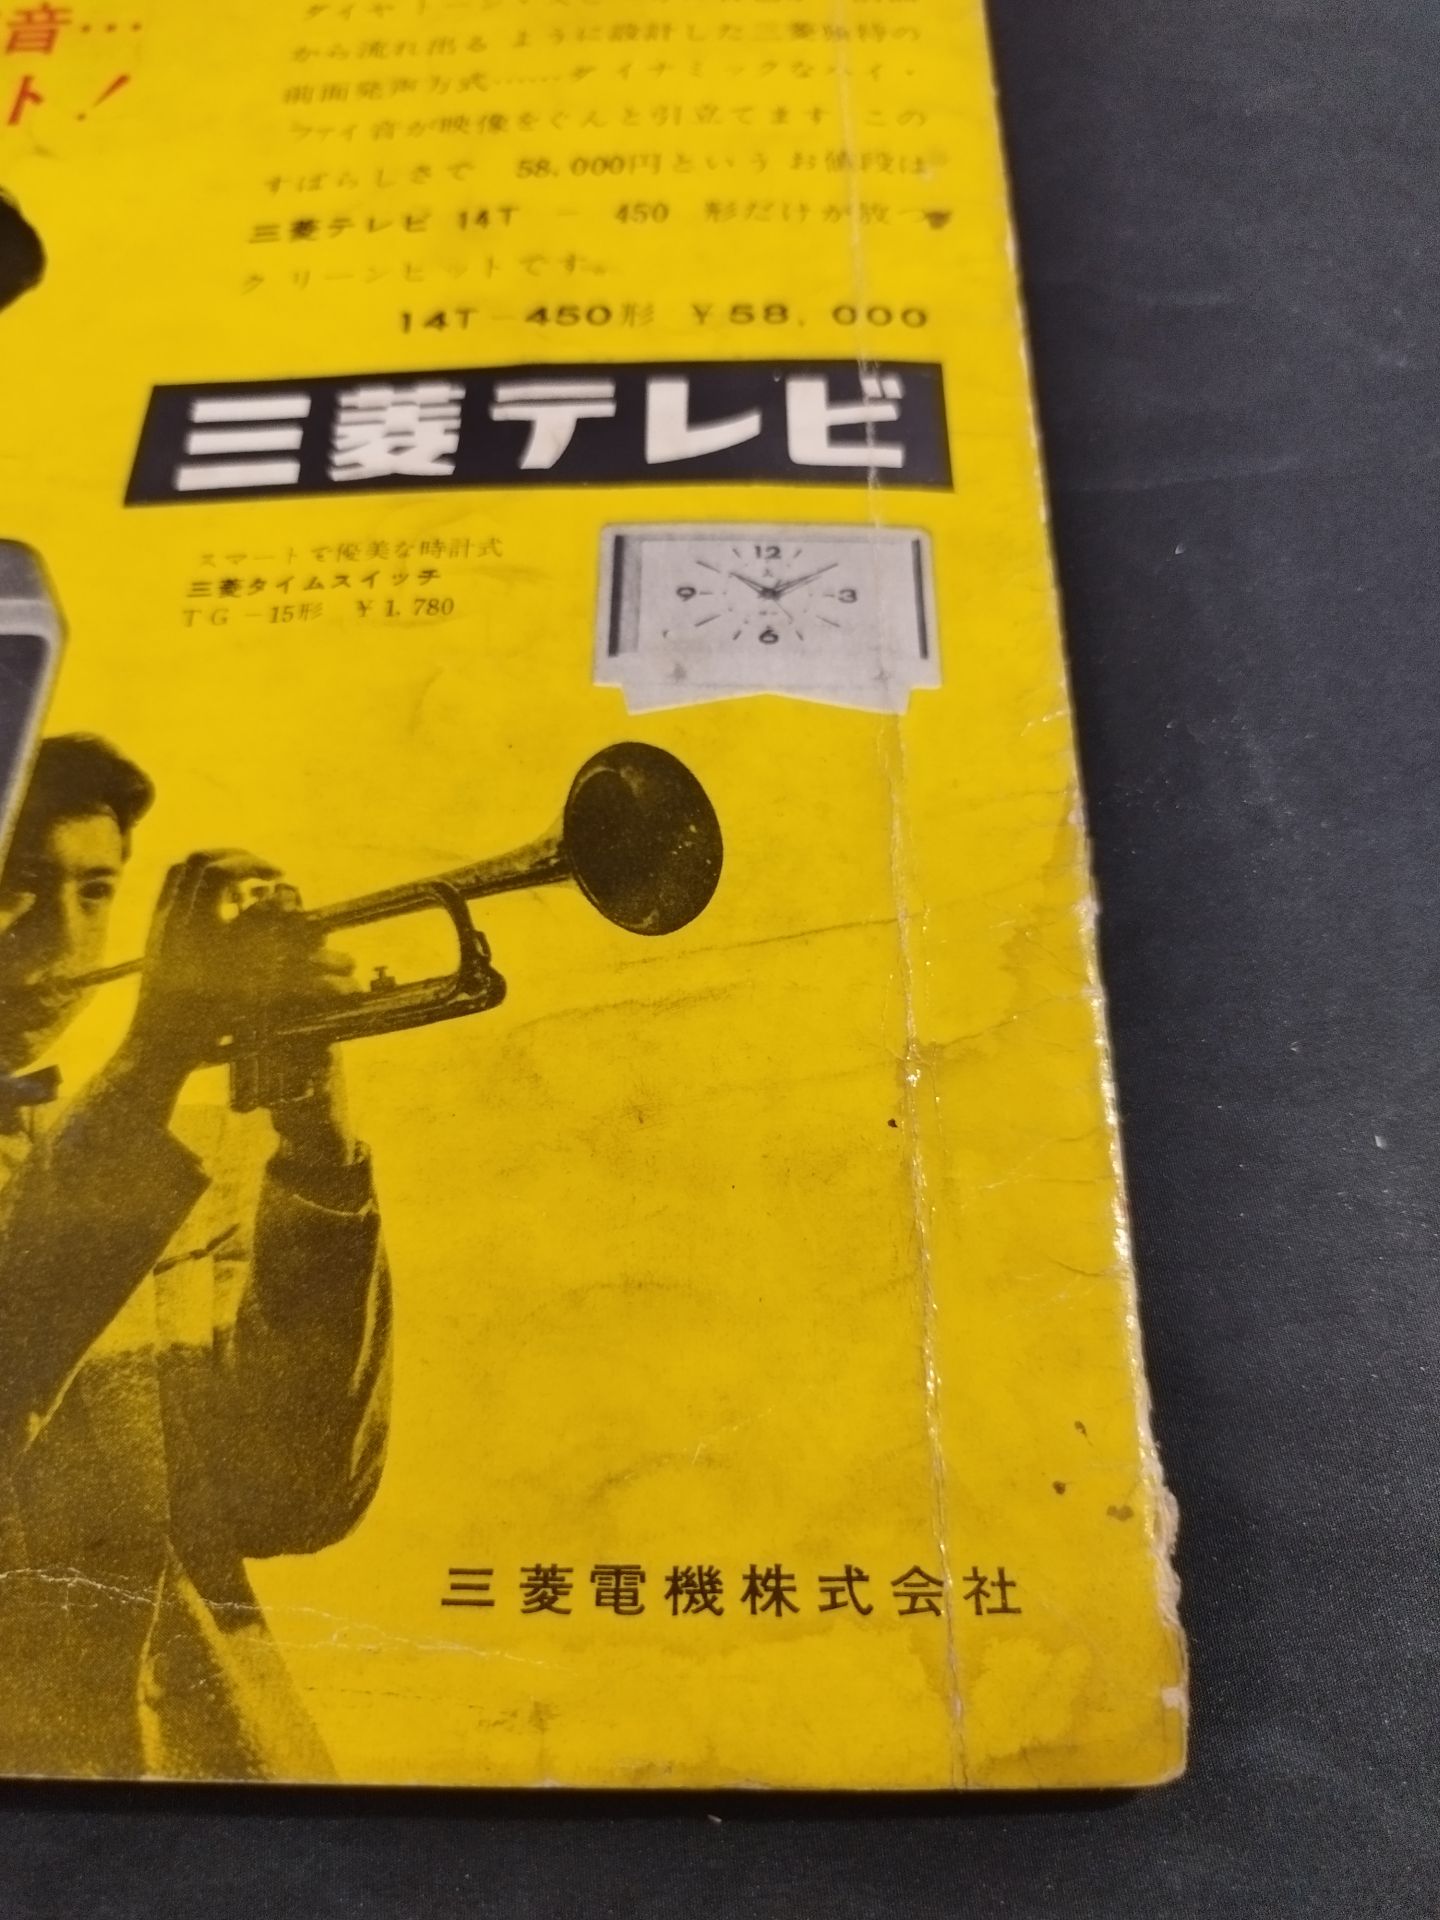 音…
ト!
から流れ出る ように設計した三菱独特の
前面発声方式……ダイナミックなハイ・
ファイ音が映像をぐんと引立てます この
すばらしさで 58,000円という お値段は
三菱テレビ 14T － 450 形だけが放つ
クリーンヒットです。
14T－450形 ￥58,000
三菱テレビ
スマートで優美な時計式
三菱タイムスイッチ
TG－15形 ￥1,780
12
9
3
6
三菱電機株式会社